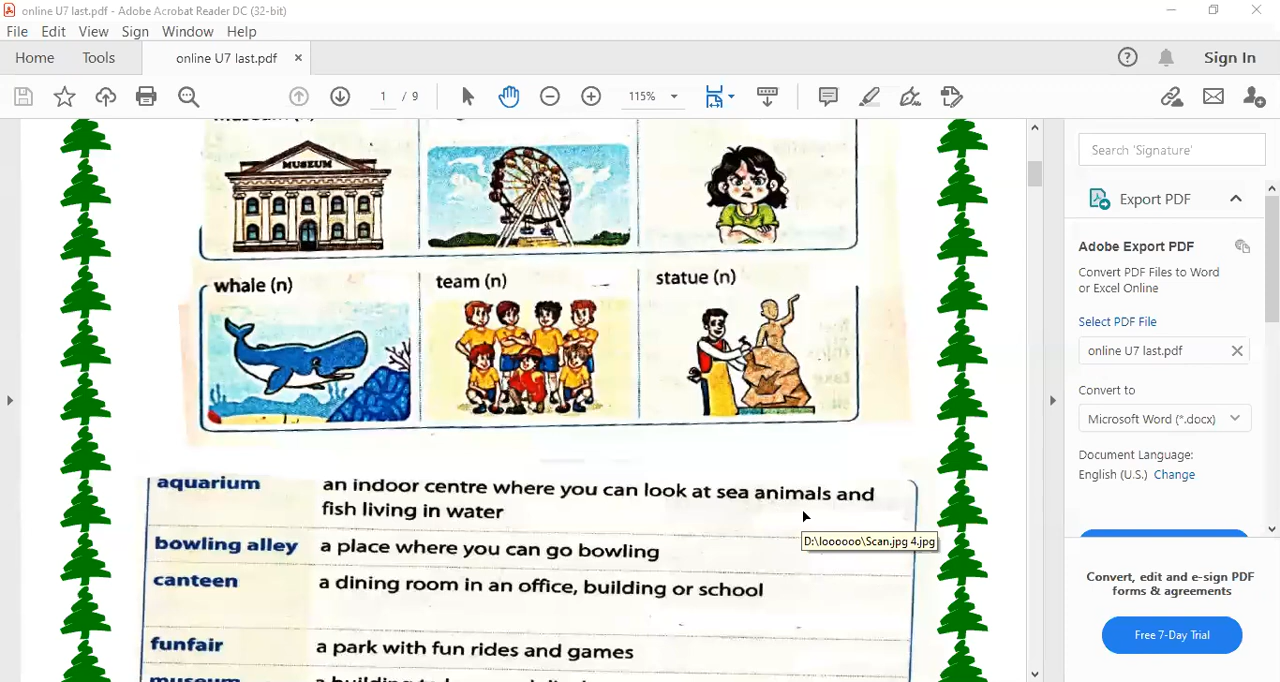 online U7 last.pdf - Adobe Acrobat Reader DC (32-bit)
File Edit View Sign Window Help
Home Tools online U7 last.pdf × Sign In
1 / 9 115%
Search 'Signature'
MUSEUM
Export PDF
Adobe Export PDF
Convert PDF Files to Word
or Excel Online
Select PDF File
online U7 last.pdf
Convert to
Microsoft Word (*.docx)
Document Language:
English (U.S.) Change
Convert, edit and e-sign PDF
forms & agreements
Free 7-Day Trial
whale (n) team (n) statue (n)
aquarium an indoor centre where you can look at sea animals and
fish living in water
D:\loooooo\Scan.jpg 4.jpg
bowling alley a place where you can go bowling
canteen a dining room in an office, building or school
funfair a park with fun rides and games